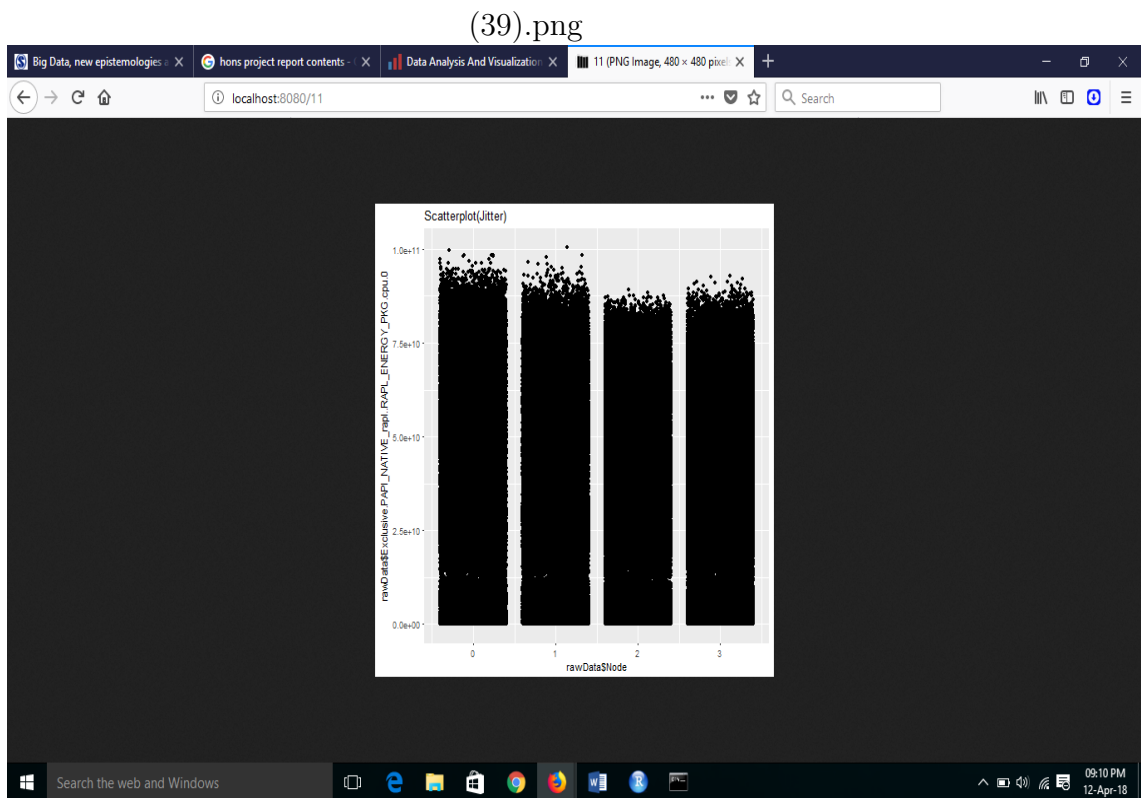 (39).png
Big Data, new epistemologies a
hons project report contents - G
Data Analysis And Visualization
11 (PNG Image, 480 × 480 pixels
localhost:8080/11
Search
Scatterplot(Jitter)
rawData$Exclusive.PAPI_NATIVE_rapl..RAPL_ENERGY_PKG.cpu.0
1.0e+11
7.5e+10
5.0e+10
2.5e+10
0.0e+00
0 1 2 3
rawData$Node
Search the web and Windows
09:10 PM
12-Apr-18